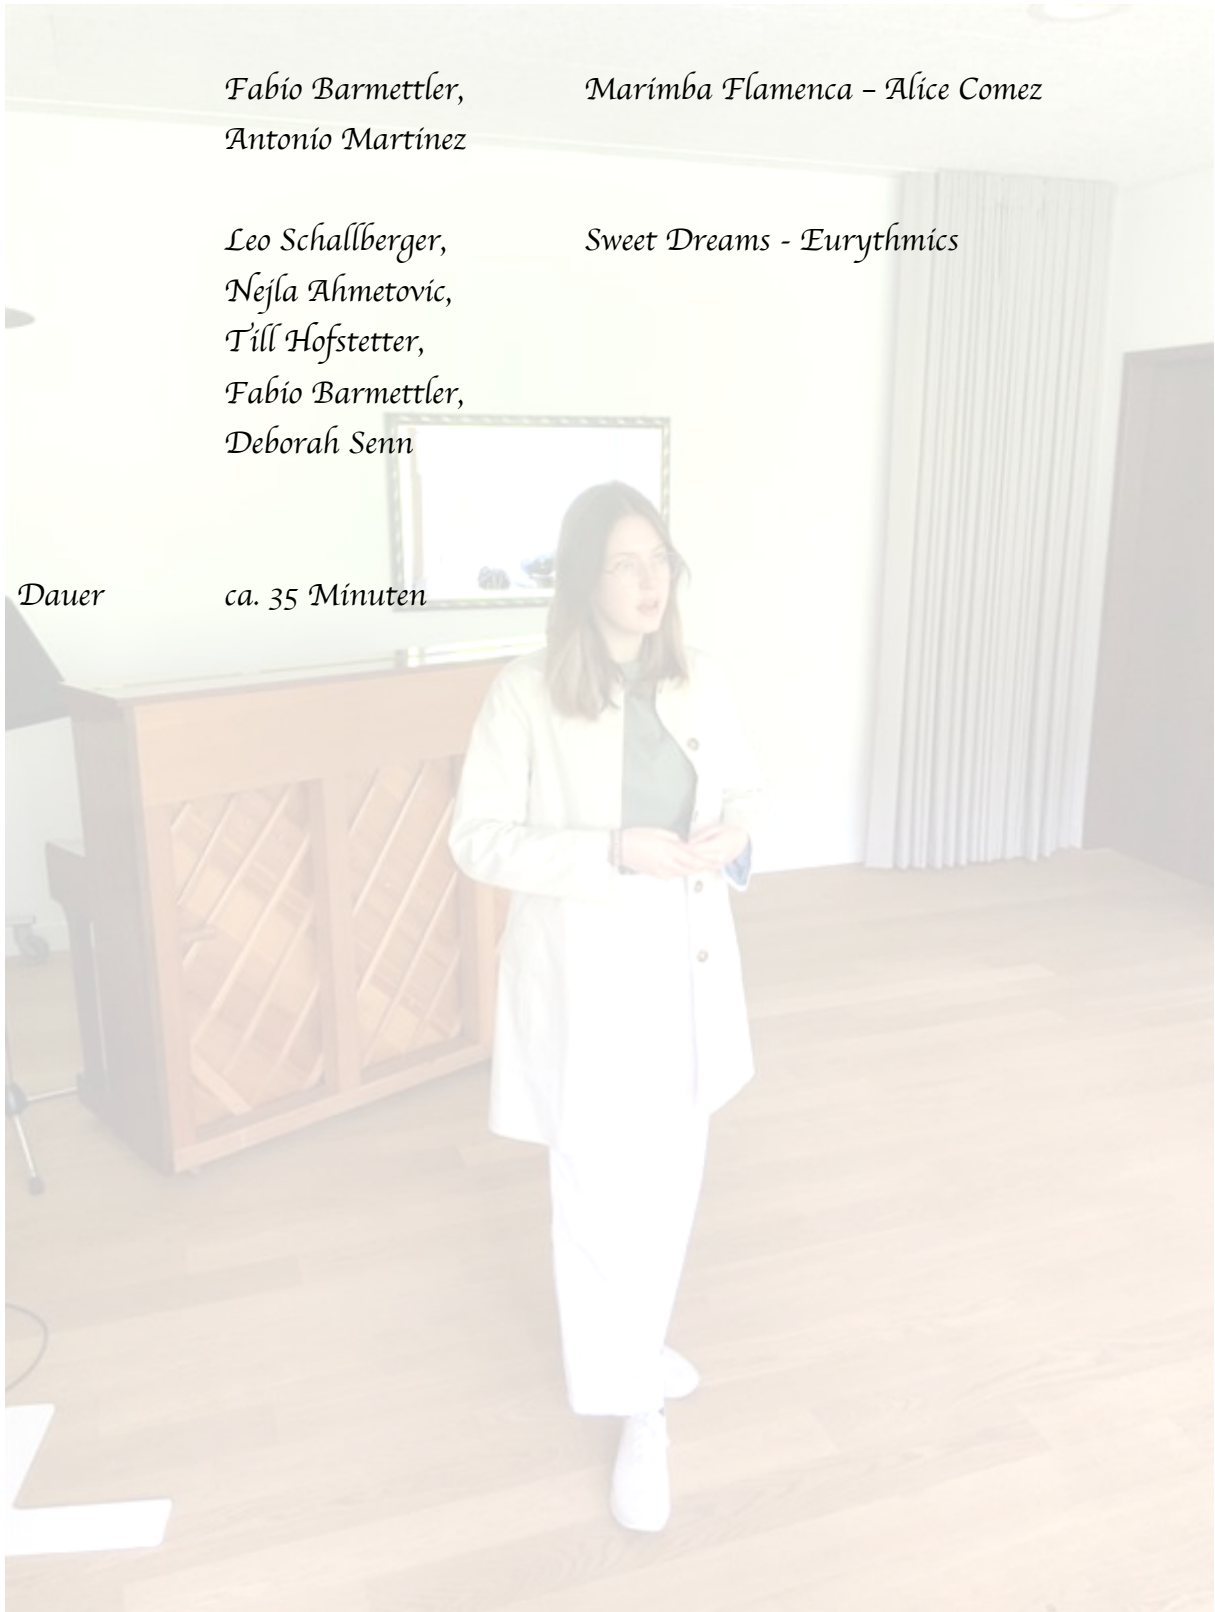 Fabio Barmettler, Marimba Flamenca – Alice Comez
Antonio Martinez
Leo Schallberger, Sweet Dreams - Eurythmics
Nejla Ahmetovic,
Till Hofstetter,
Fabio Barmettler,
Deborah Senn
Dauer ca. 35 Minuten